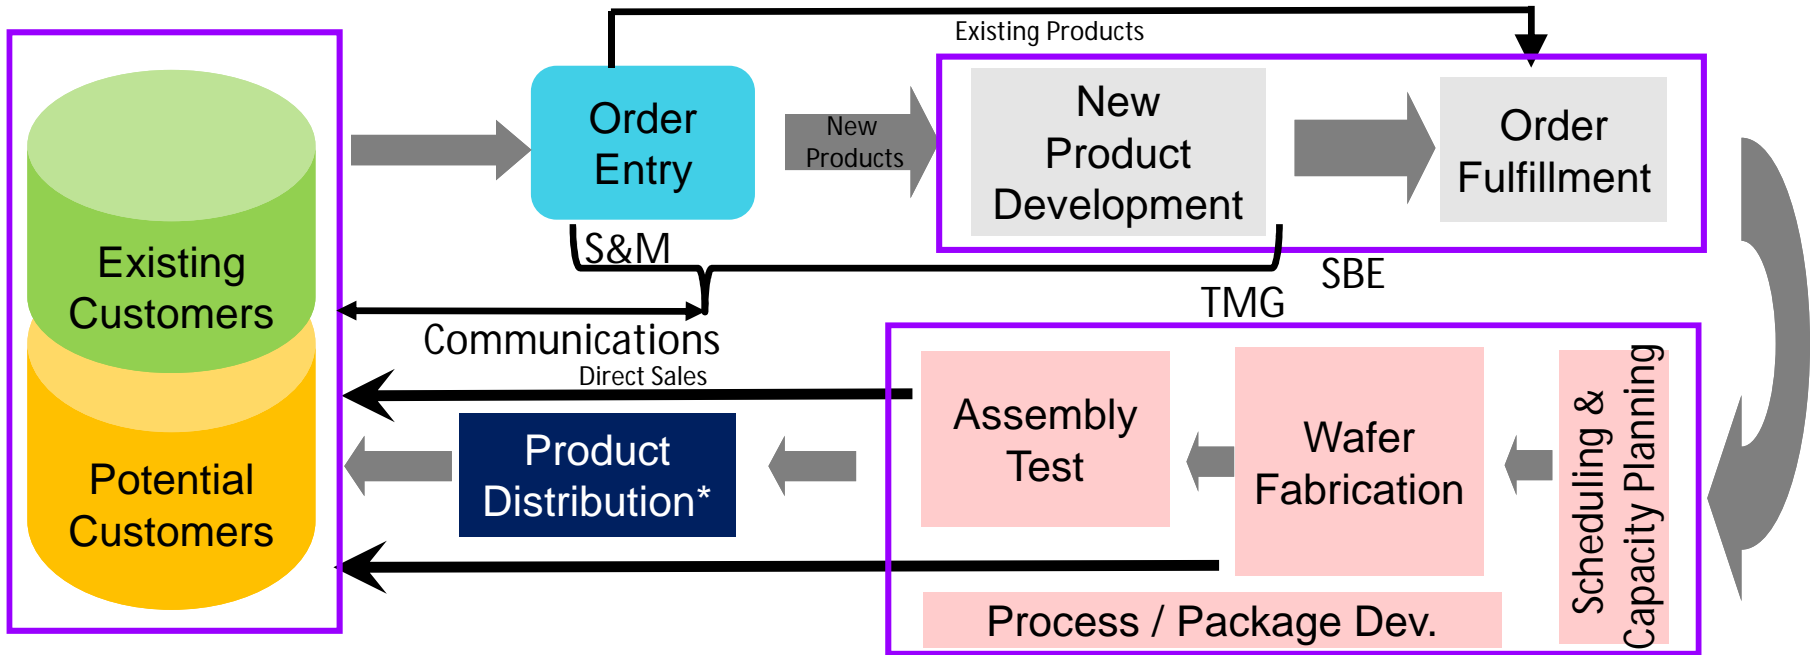 Existing Products
Order
Entry
New
Products
New
Product
Development
Order
Fulfillment
S&M
SBE
TMG
Existing
Customers
Communications
Direct Sales
Potential
Customers
Product
Distribution*
Assembly
Test
Wafer
Fabrication
Scheduling &
Capacity Planning
Process / Package Dev.